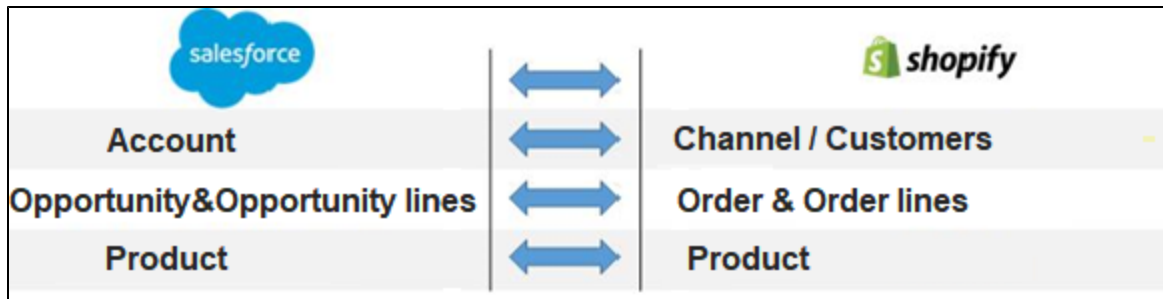 salesforce
shopify
Account
Channel / Customers
Opportunity&Opportunity lines
Order & Order lines
Product
Product